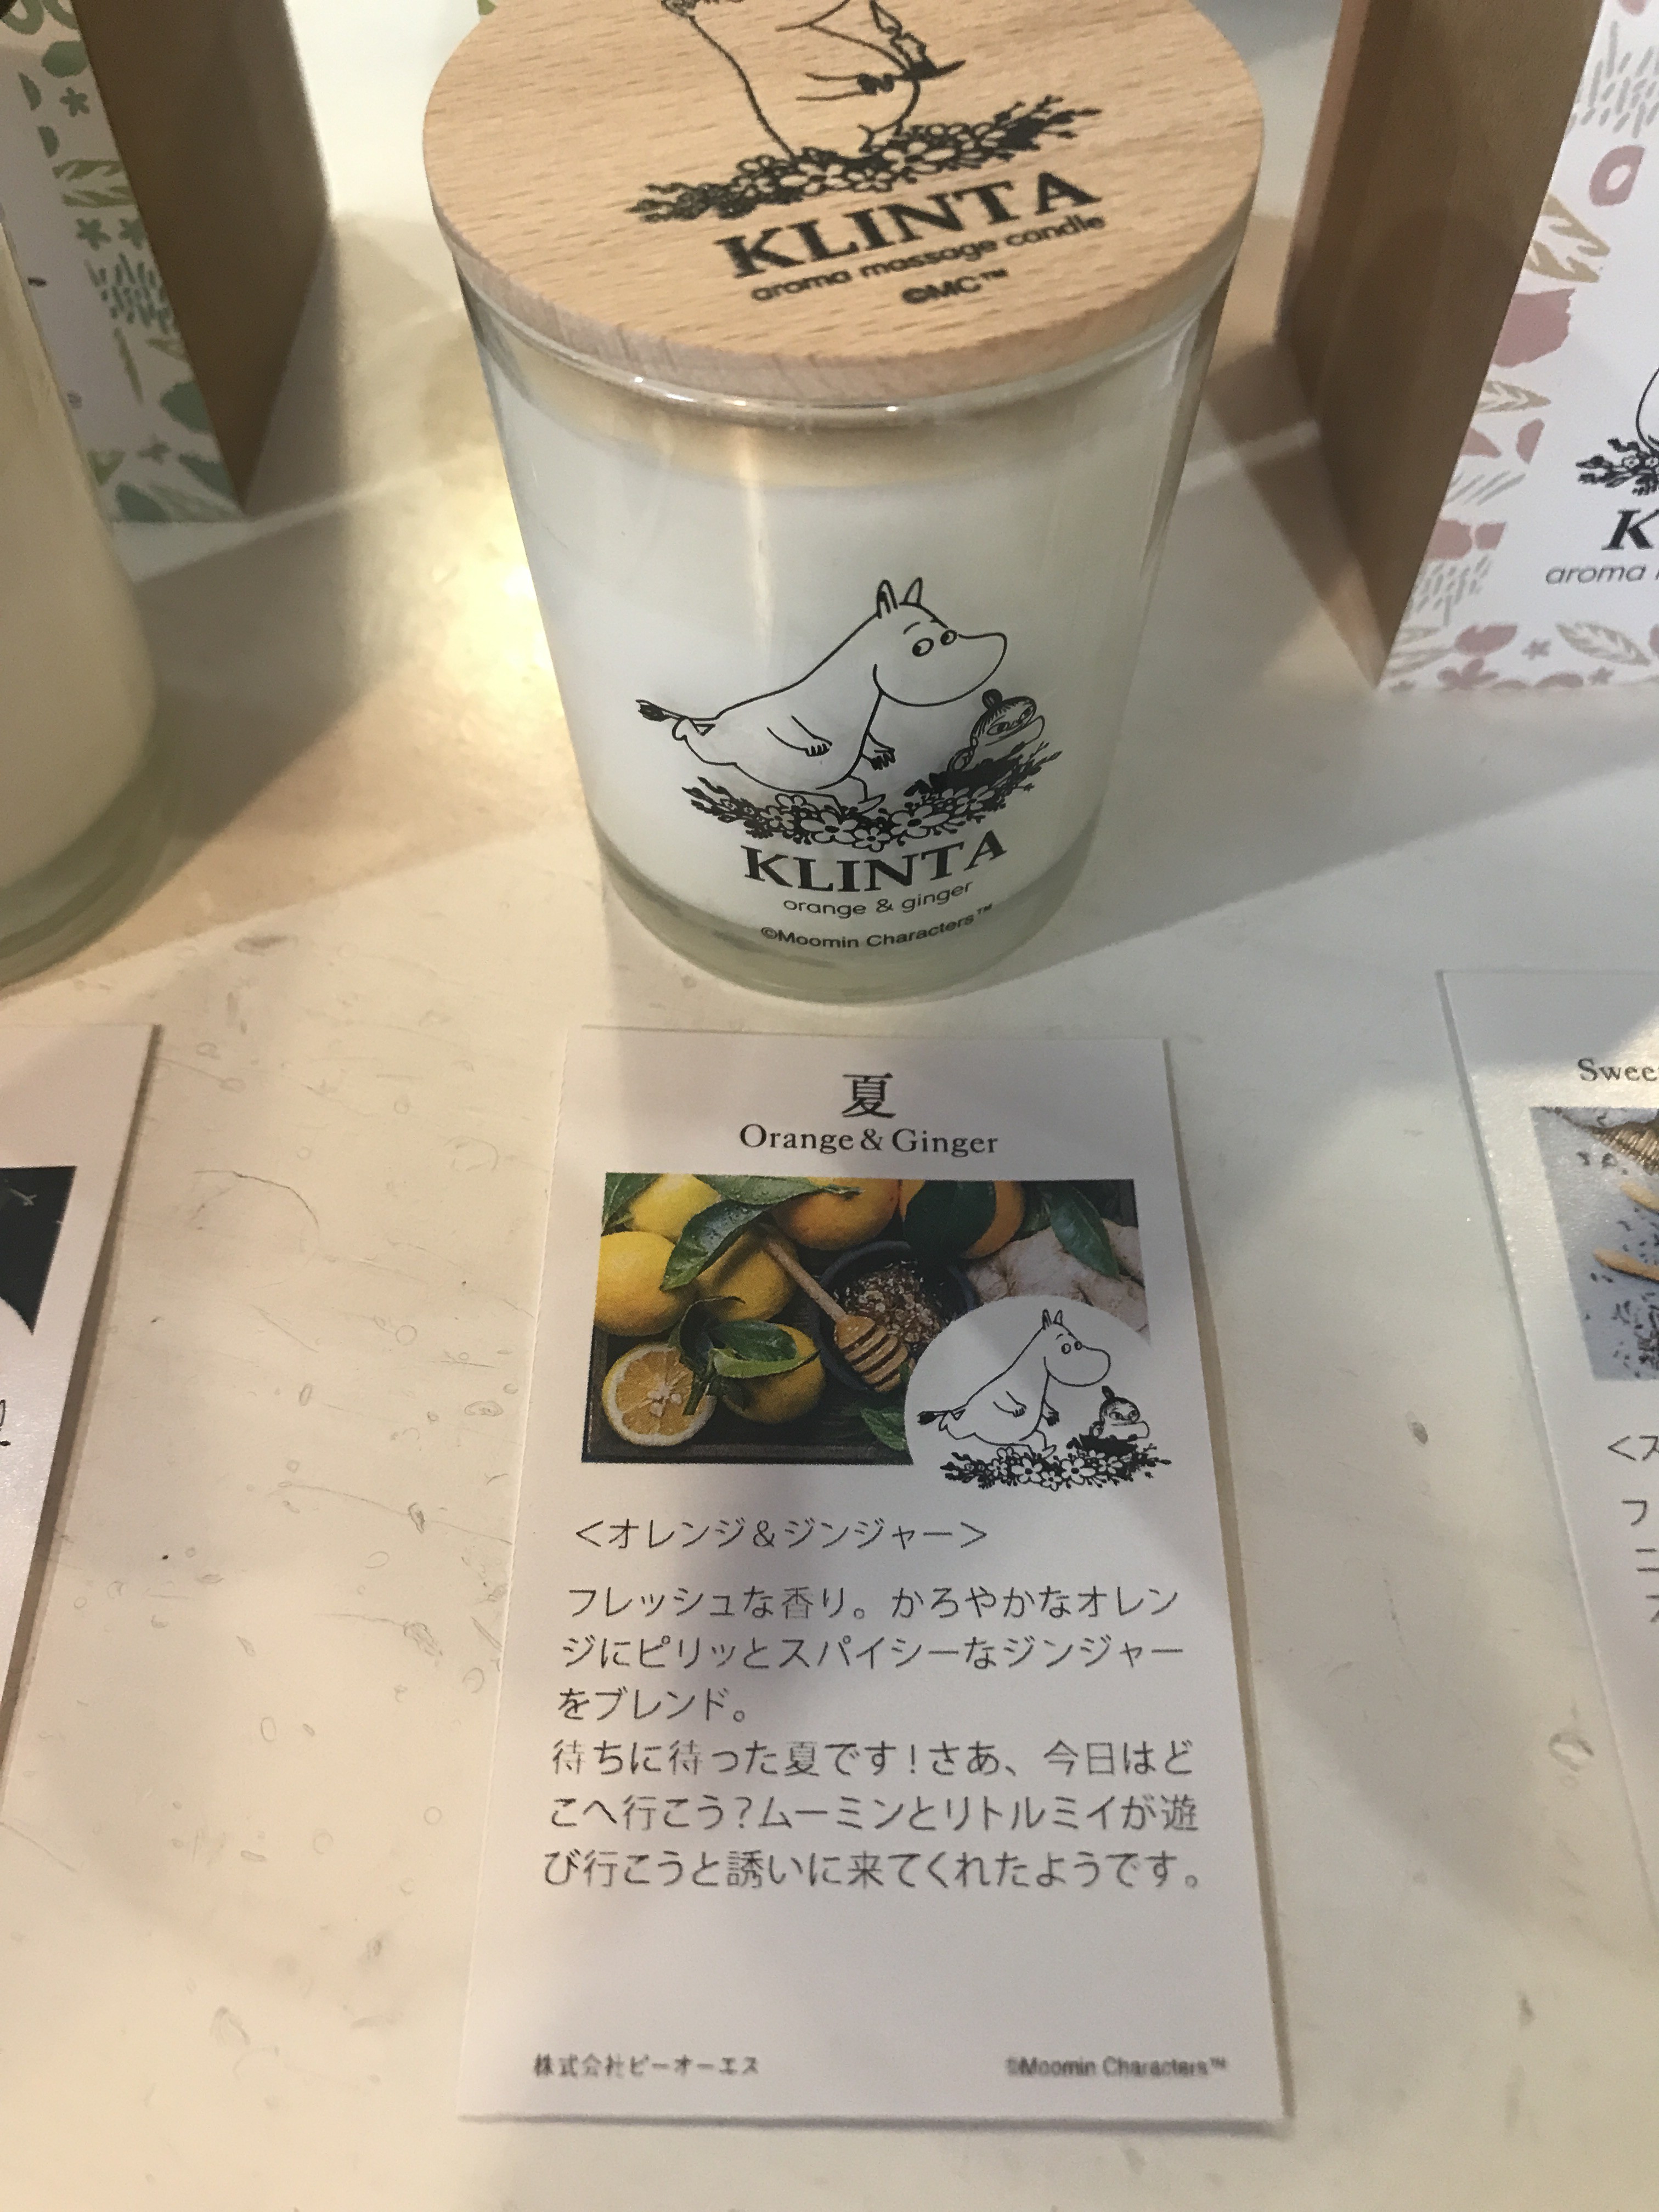 KLINTA
aroma massage candle
©MC™
KLINTA
orange & ginger
©Moomin Characters™
K
aroma
夏
Orange & Ginger
<オレンジ&ジンジャー>
フレッシュな香り。かろやかなオレン
ジにピリッとスパイシーなジンジャー
をブレンド。
待ちに待った夏です!さあ、今日はど
こへ行こう?ムーミンとリトルミイが遊
び行こうと誘いに来てくれたようです。
株式会社ピーオーエス
©Moomin Characters™
Swee
<ス
フ
ニ